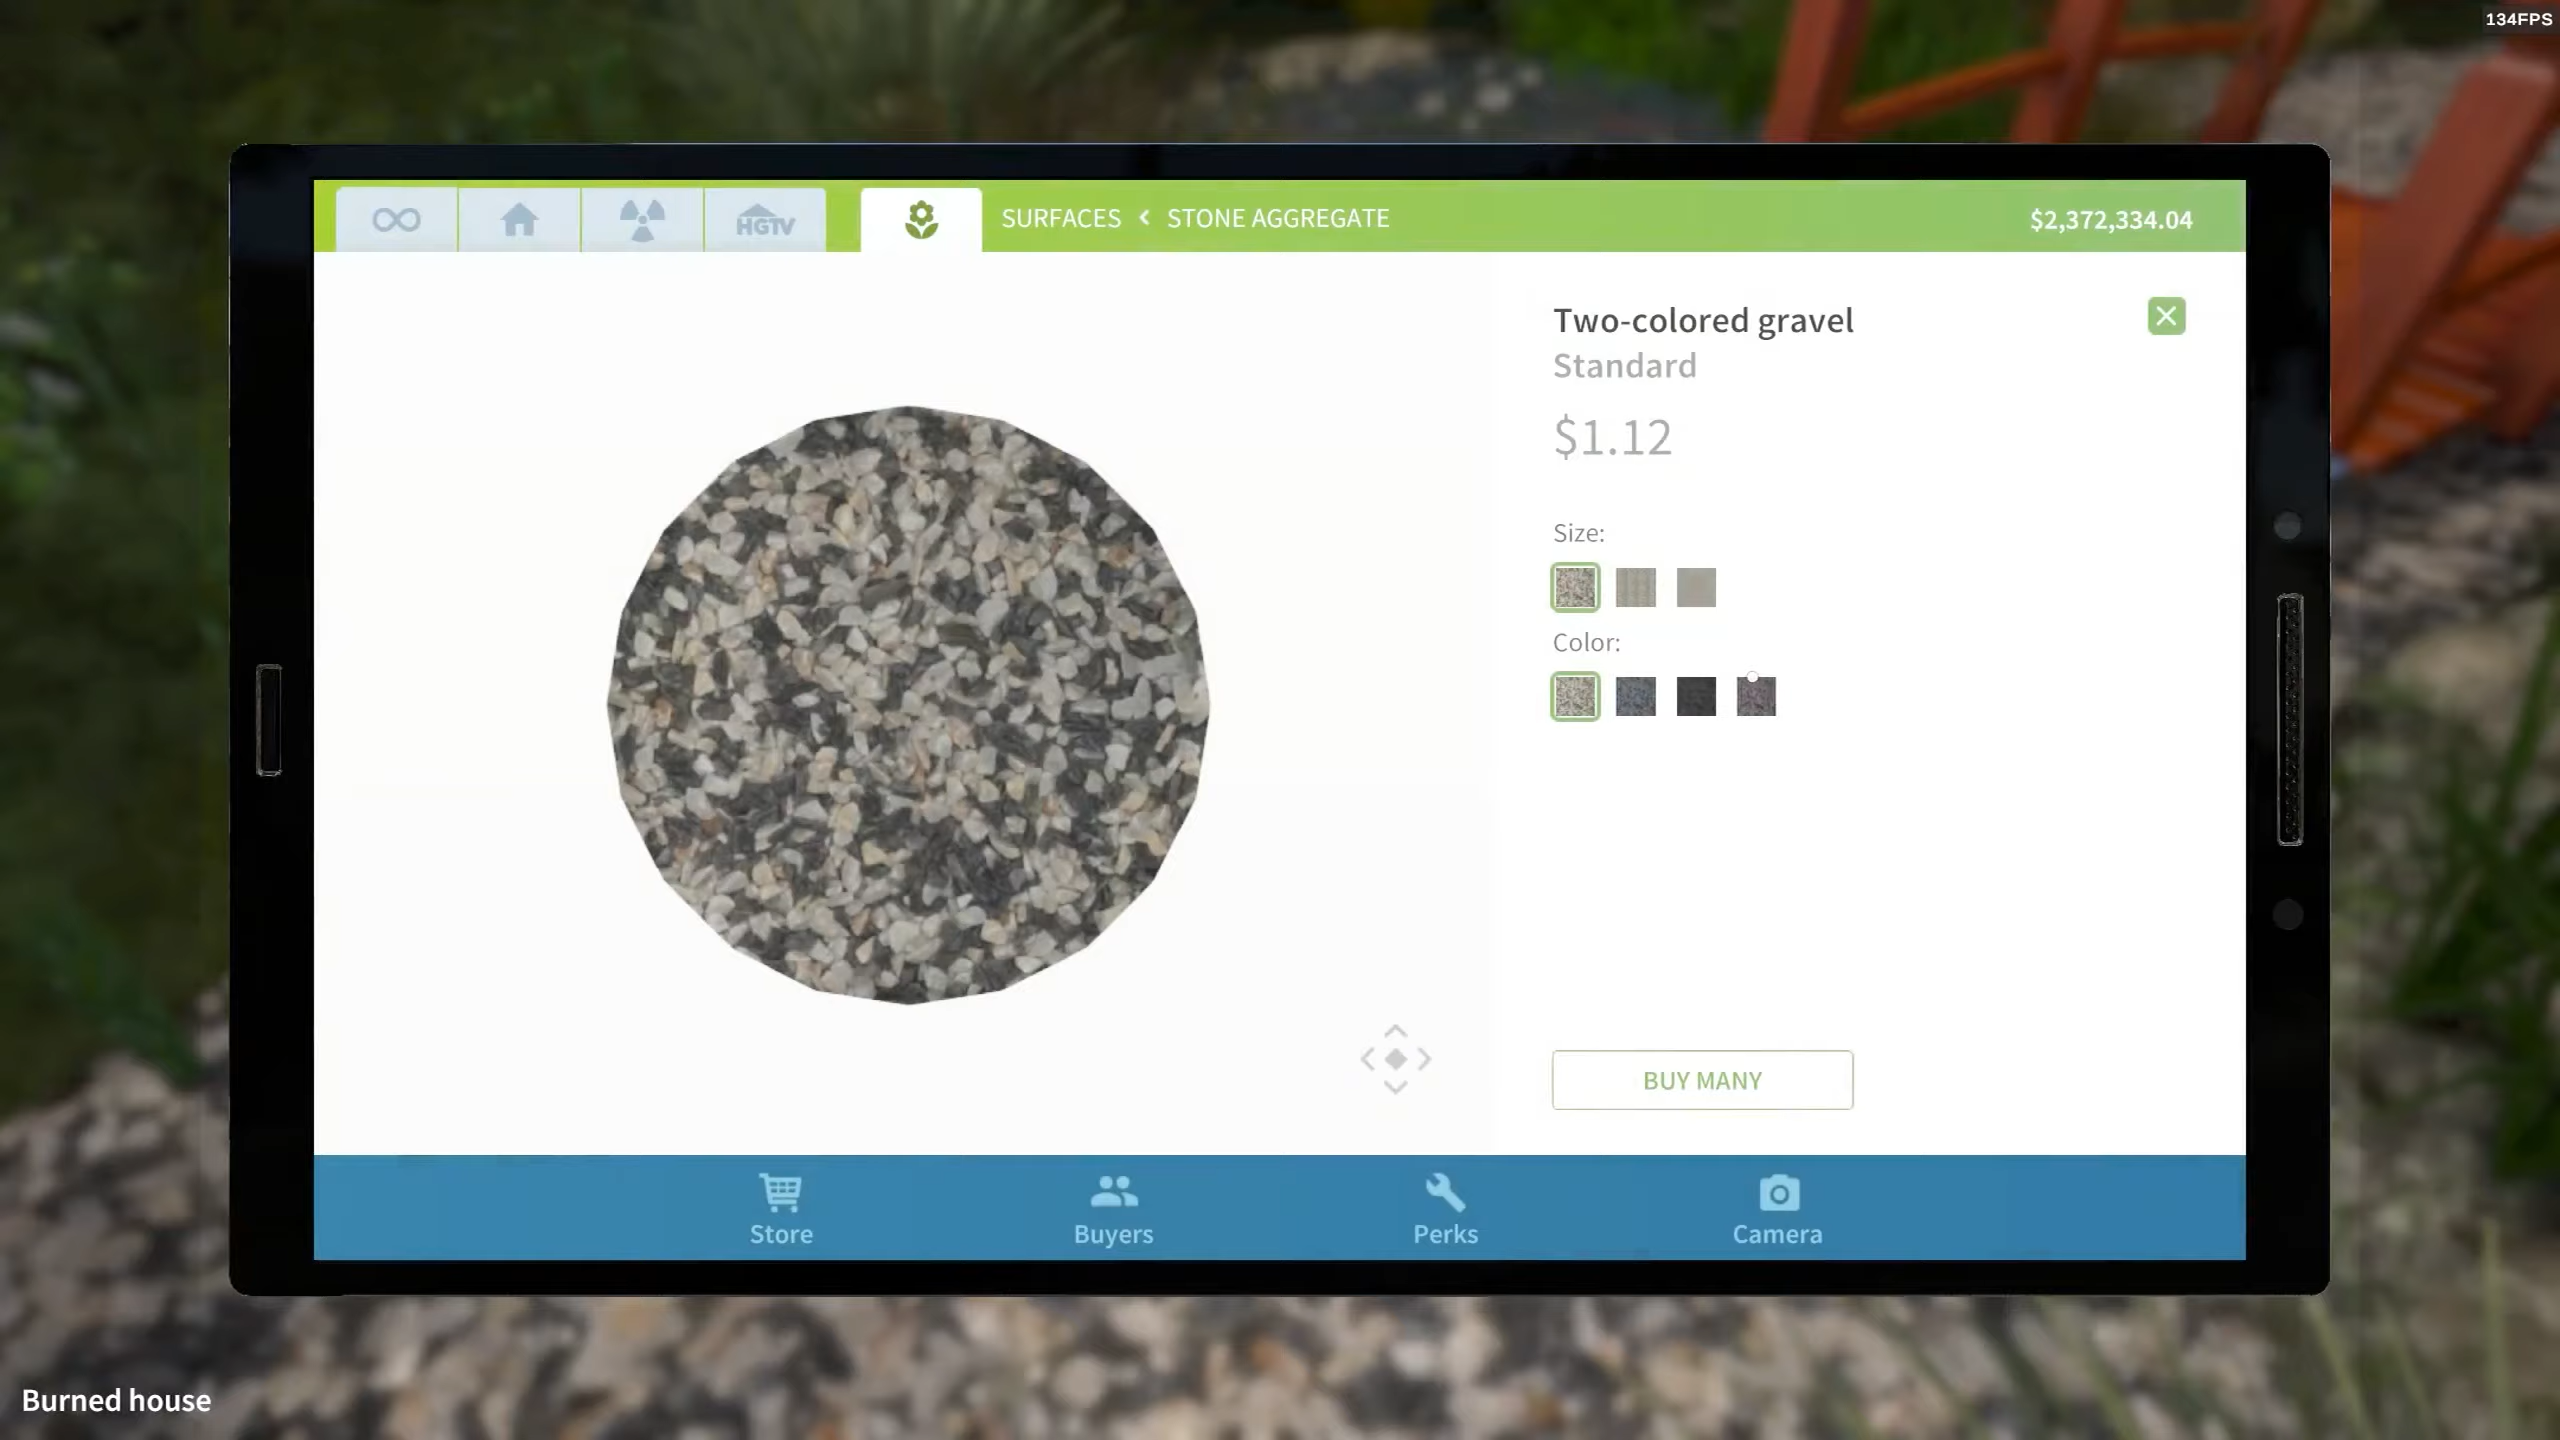 134FPS
HGTV
SURFACES < STONE AGGREGATE
$2,372,334.04
Two-colored gravel
Standard
$1.12
Size:
Color:
BUY MANY
Store
Buyers
Perks
Camera
Burned house